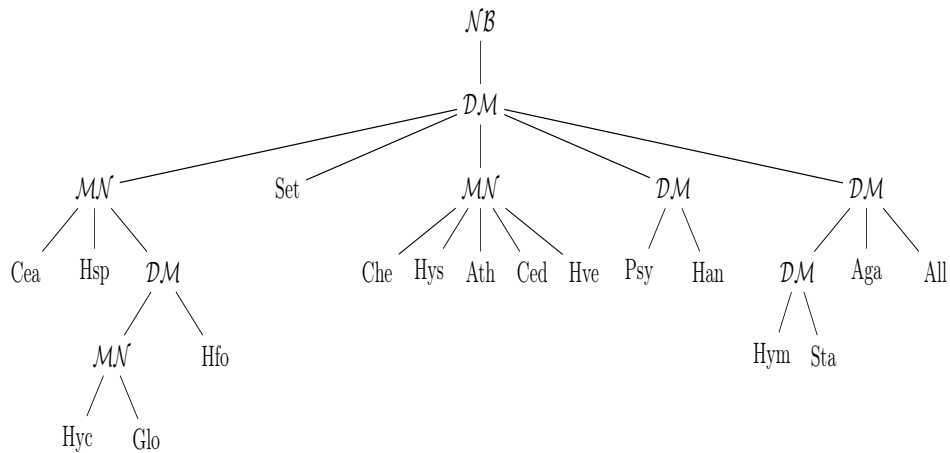 𝒩ℬ
𝒟ℳ
ℳ𝒩 Set ℳ𝒩 𝒟ℳ 𝒟ℳ
Cea Hsp 𝒟ℳ Che Hys Ath Ced Hve Psy Han 𝒟ℳ Aga All
ℳ𝒩 Hfo Hym Sta
Hyc Glo